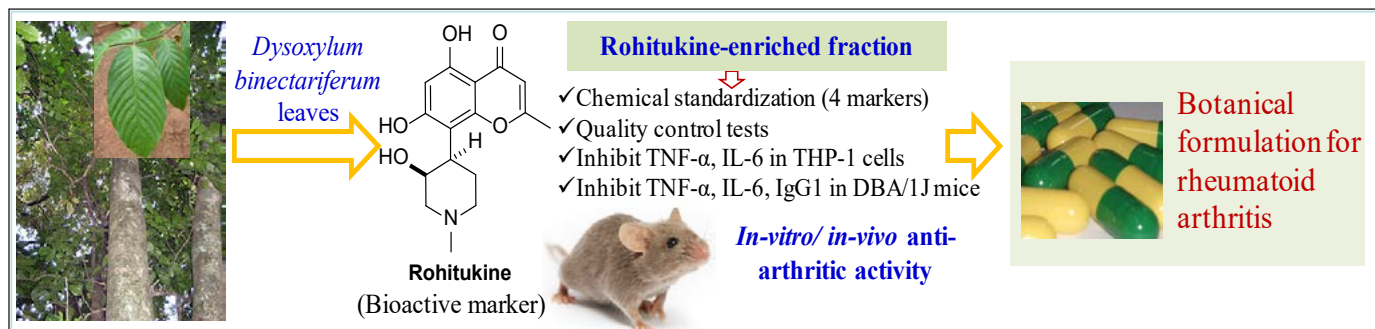 Dysoxylum
binectariferum
leaves
OH
O
HO
O
H
HO
N
Rohitukine
(Bioactive marker)
Rohitukine-enriched fraction
✓Chemical standardization (4 markers)
✓Quality control tests
✓Inhibit TNF-α, IL-6 in THP-1 cells
✓Inhibit TNF-α, IL-6, IgG1 in DBA/1J mice
In-vitro/ in-vivo anti-
arthritic activity
Botanical
formulation for
rheumatoid
arthritis